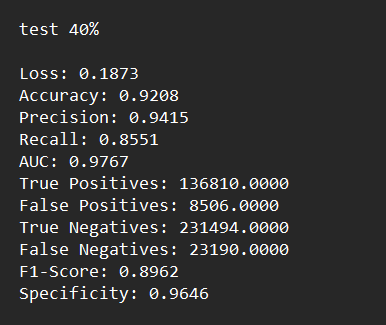 test 40%
Loss: 0.1873
Accuracy: 0.9208
Precision: 0.9415
Recall: 0.8551
AUC: 0.9767
True Positives: 136810.0000
False Positives: 8506.0000
True Negatives: 231494.0000
False Negatives: 23190.0000
F1-Score: 0.8962
Specificity: 0.9646